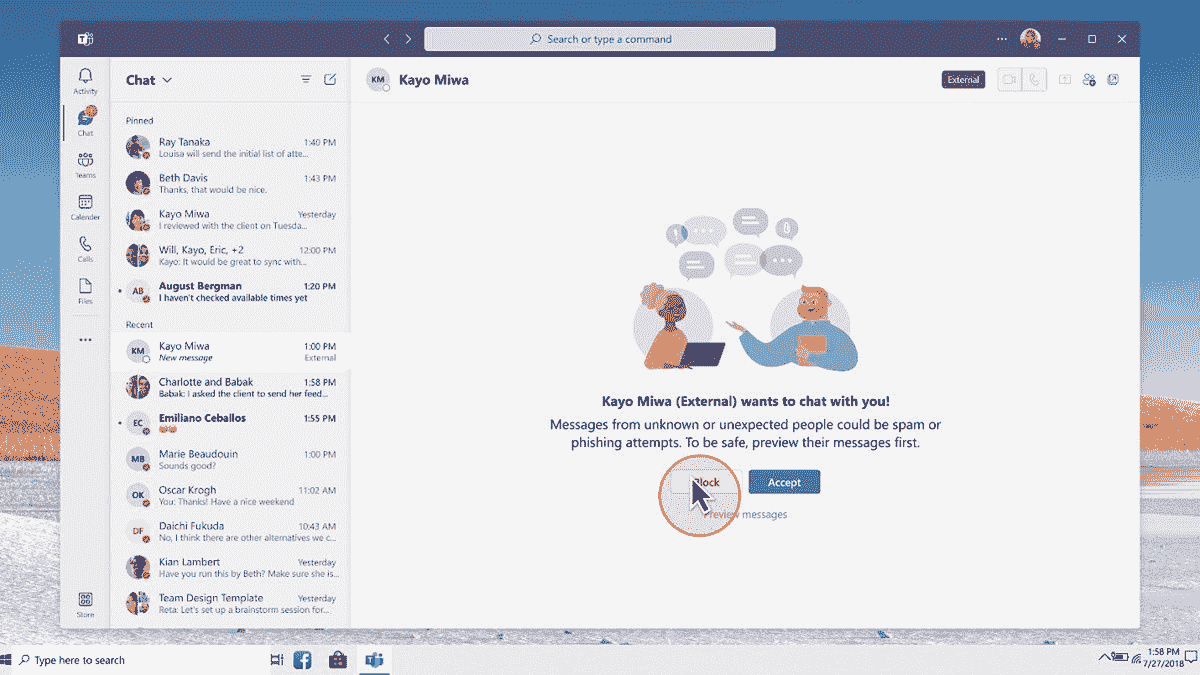 Search or type a command
Activity
Chat
Teams
Calender
Calls
Files
Store
Chat
Pinned
Ray Tanaka 1:40 PM
Louisa will send the initial list of atte...
Beth Davis 1:43 PM
Thanks, that would be nice.
Kayo Miwa Yesterday
I reviewed with the client on Tuesda...
Will, Kayo, Eric, +2 12:00 PM
Kayo: It would be great to sync with...
AB
August Bergman 1:20 PM
I haven't checked available times yet
Recent
KM
Kayo Miwa 1:00 PM
New message External
Charlotte and Babak 1:58 PM
Babak: I asked the client to send her feed...
EC
Emiliano Ceballos 1:55 PM
MB
Marie Beaudouin 1:00 PM
Sounds good?
OK
Oscar Krogh 11:02 AM
You: Thanks! Have a nice weekend
DF
Daichi Fukuda 10:43 AM
No, I think there are other alternatives we c...
Kian Lambert Yesterday
Have you run this by Beth? Make sure she is...
Team Design Template Yesterday
Reta: Let's set up a brainstorm session for...
KM Kayo Miwa External
Kayo Miwa (External) wants to chat with you!
Messages from unknown or unexpected people could be spam or
phishing attempts. To be safe, preview their messages first.
Block Accept
Preview messages
Type here to search
1:58 PM
7/27/2018